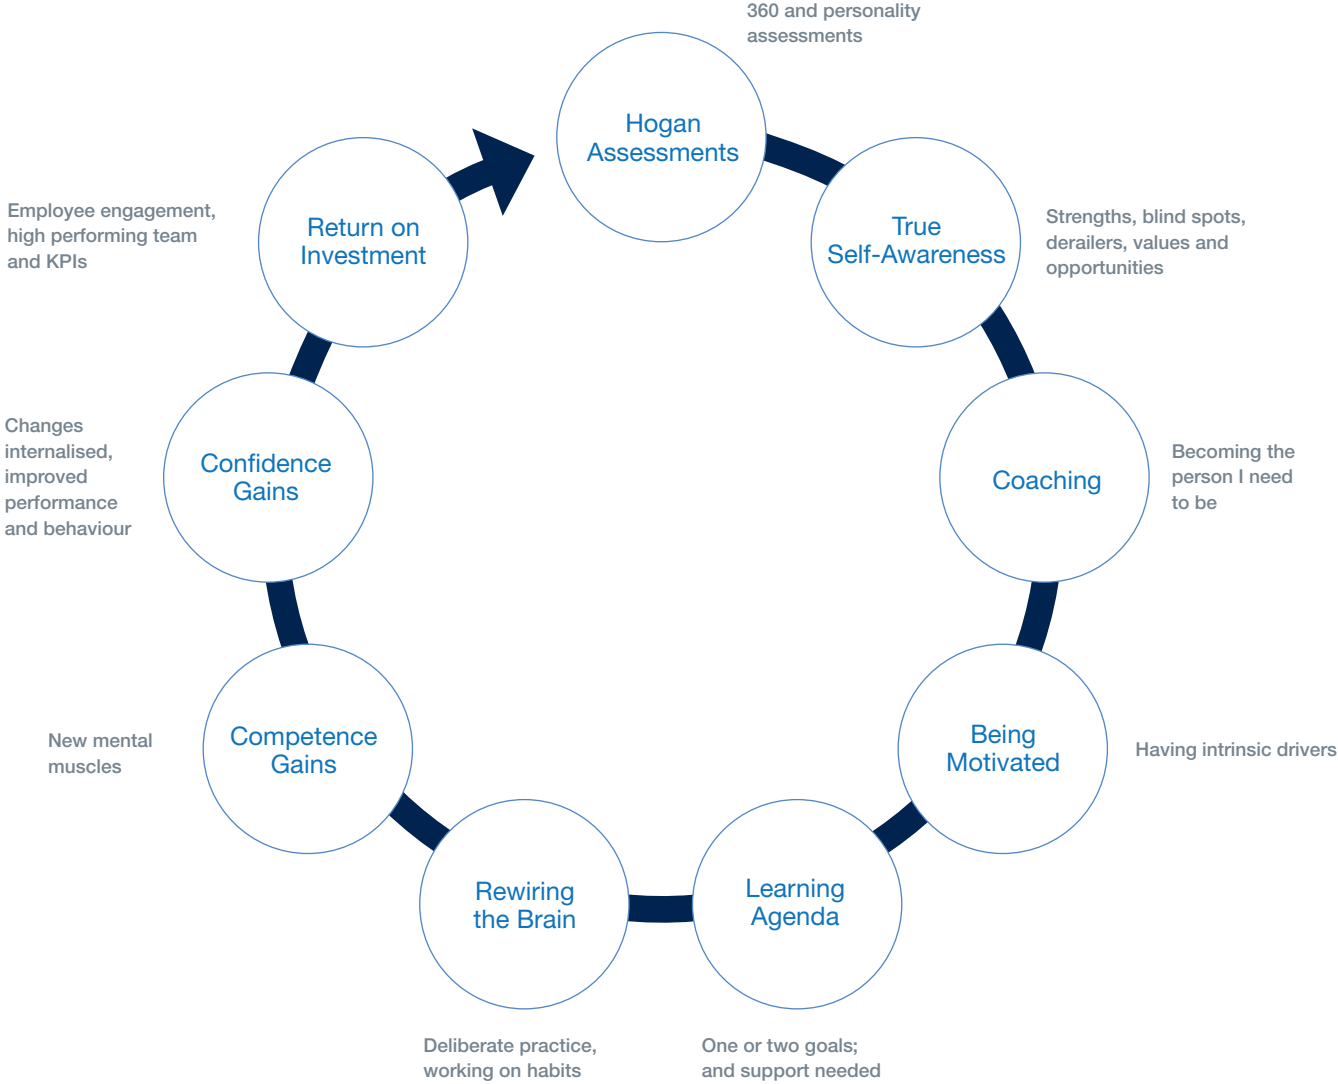 360 and personality
assessments
Hogan
Assessments
True
Self-Awareness
Strengths, blind spots,
derailers, values and
opportunities
Coaching
Becoming the
person I need
to be
Being
Motivated
Having intrinsic drivers
Learning
Agenda
One or two goals;
and support needed
Rewiring
the Brain
Deliberate practice,
working on habits
Competence
Gains
New mental
muscles
Confidence
Gains
Changes
internalised,
improved
performance
and behaviour
Return on
Investment
Employee engagement,
high performing team
and KPIs